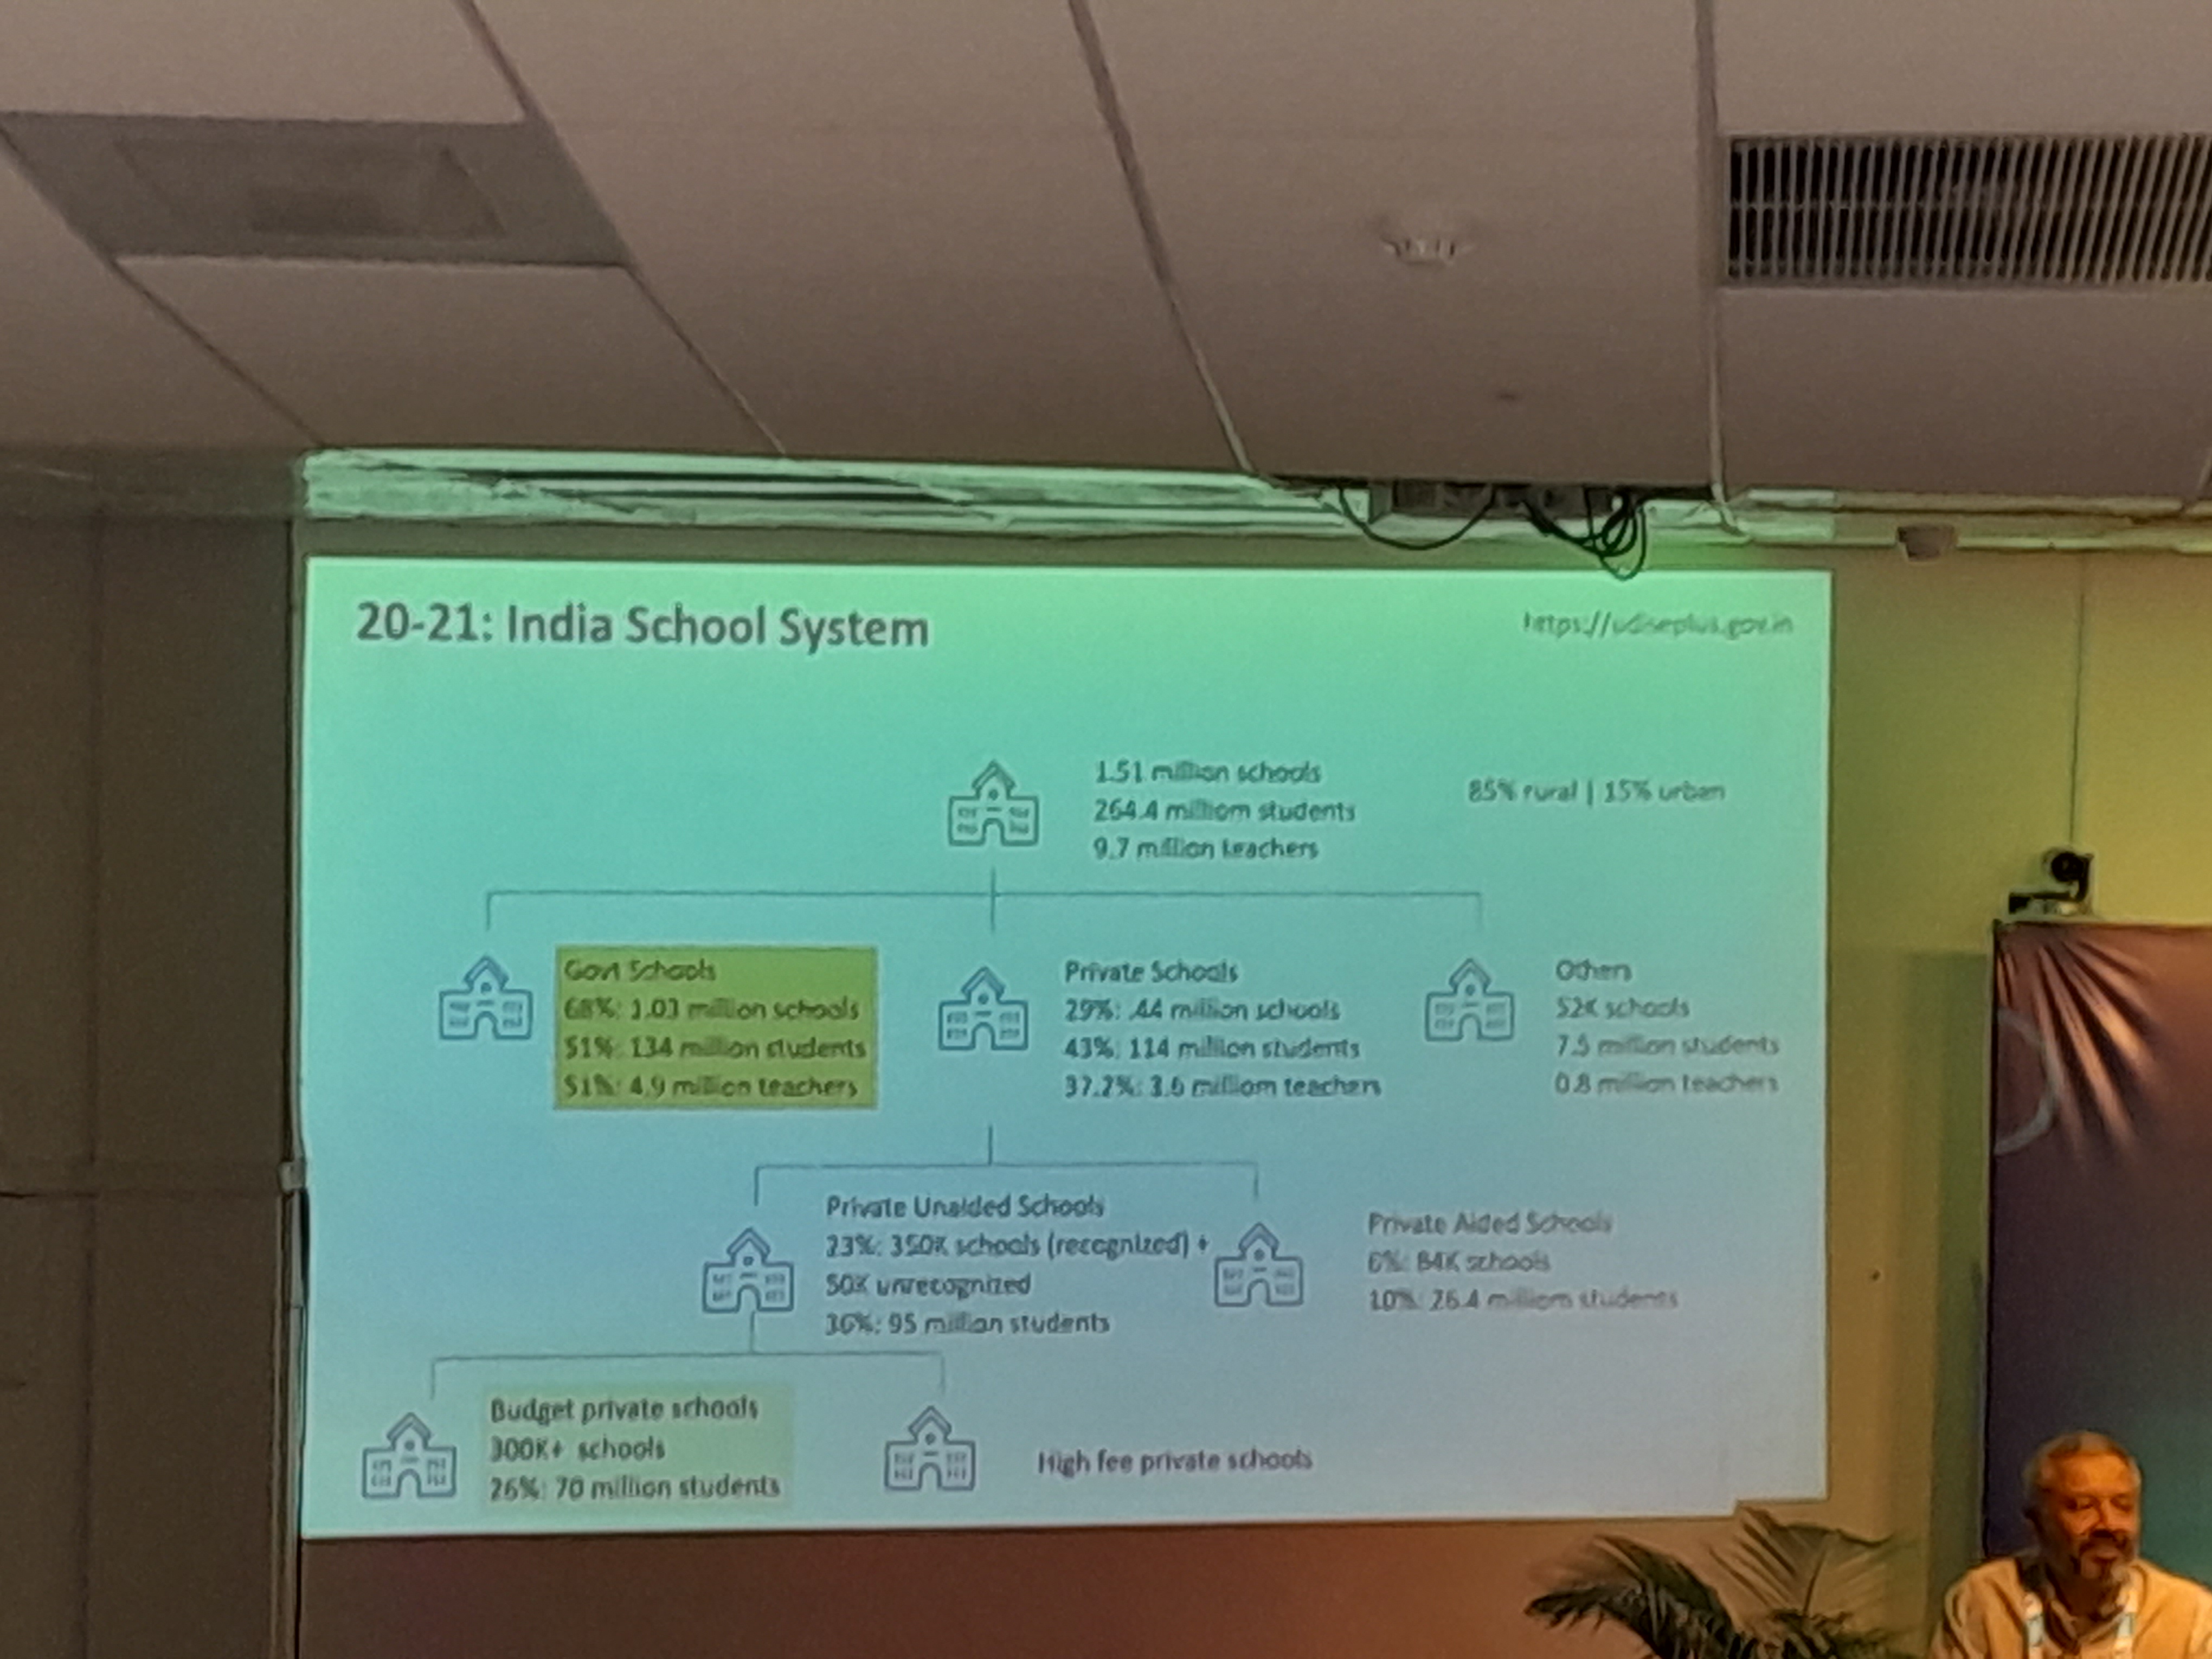 20-21: India School System
https://udiseplus.gov.in
1.51 million schools
264.4 milliom students
9.7 million teachers
85% rural | 15% urban
Govt Schools
68%: 1.03 million schools
51%: 134 million students
51%: 4.9 million teachers
Private Schools
29%: .44 million schools
43%: 114 million students
37.2%: 3.6 milliom teachers
Others
52K schools
7.5 million students
0.8 million teachers
Private Unaided Schools
23%: 350K schools (recognized) +
50K unrecognized
36%: 95 million students
Private Aided Schools
6%: 84K schools
10%: 26.4 milliom students
Budget private schools
300K+ schools
26%: 70 million students
High fee private schools